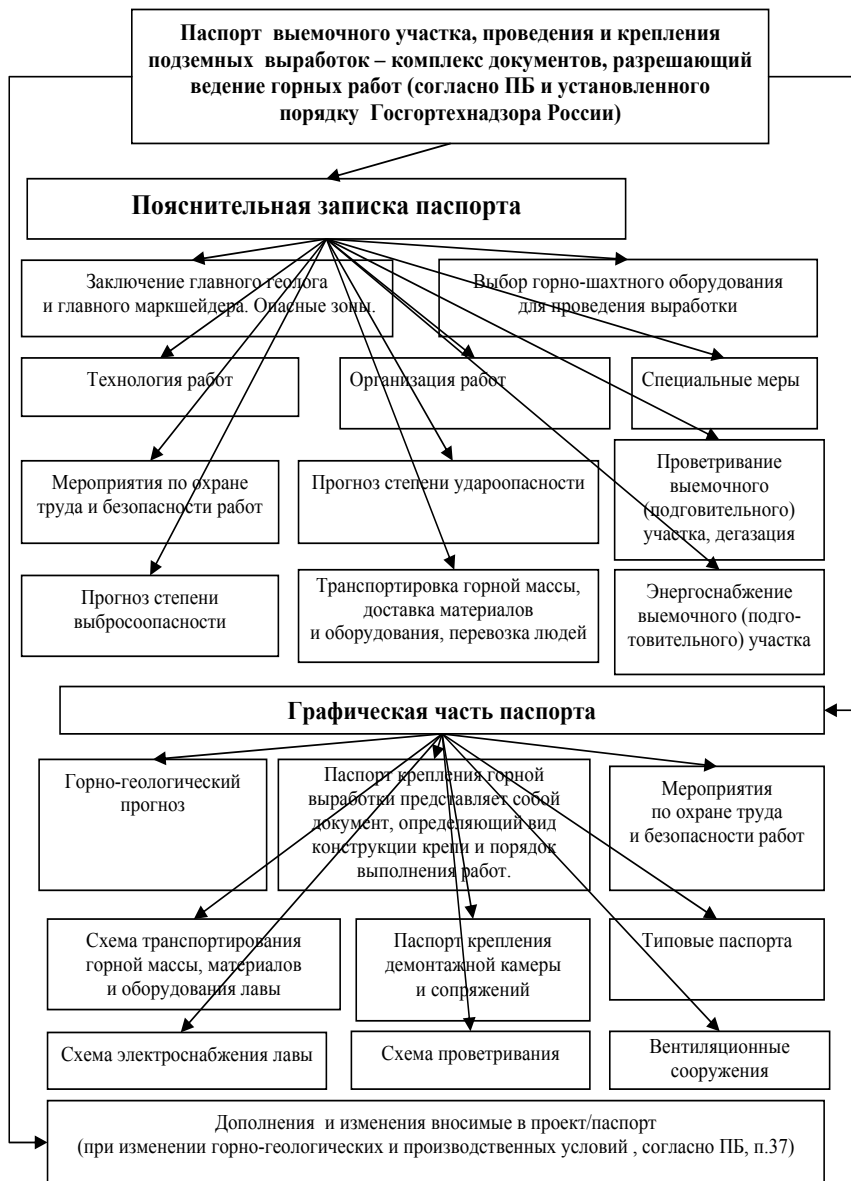 Паспорт выемочного участка, проведения и крепления
подземных выработок – комплекс документов, разрешающий
ведение горных работ (согласно ПБ и установленного
порядку Госгортехнадзора России)
Пояснительная записка паспорта
Заключение главного геолога
и главного маркшейдера. Опасные зоны.
Выбор горно-шахтного оборудования
для проведения выработки
Технология работ
Организация работ
Специальные меры
Мероприятия по охране
труда и безопасности работ
Прогноз степени удароопасности
Проветривание
выемочного
(подговительного)
участка, дегазация
Прогноз степени
выбросоопасности
Транспортировка горной массы,
доставка материалов
и оборудования, перевозка людей
Энергоснабжение
выемочного (подго-
товительного) участка
Графическая часть паспорта
Горно-геологический
прогноз
Паспорт крепления горной
выработки представляет собой
документ, определяющий вид
конструкции крепи и порядок
выполнения работ.
Мероприятия
по охране труда
и безопасности работ
Схема транспортирования
горной массы, материалов
и оборудования лавы
Паспорт крепления
демонтажной камеры
и сопряжений
Типовые паспорта
Схема электроснабжения лавы
Схема проветривания
Вентиляционные
сооружения
Дополнения и изменения вносимые в проект/паспорт
(при изменении горно-геологических и производственных условий , согласно ПБ, п.37)